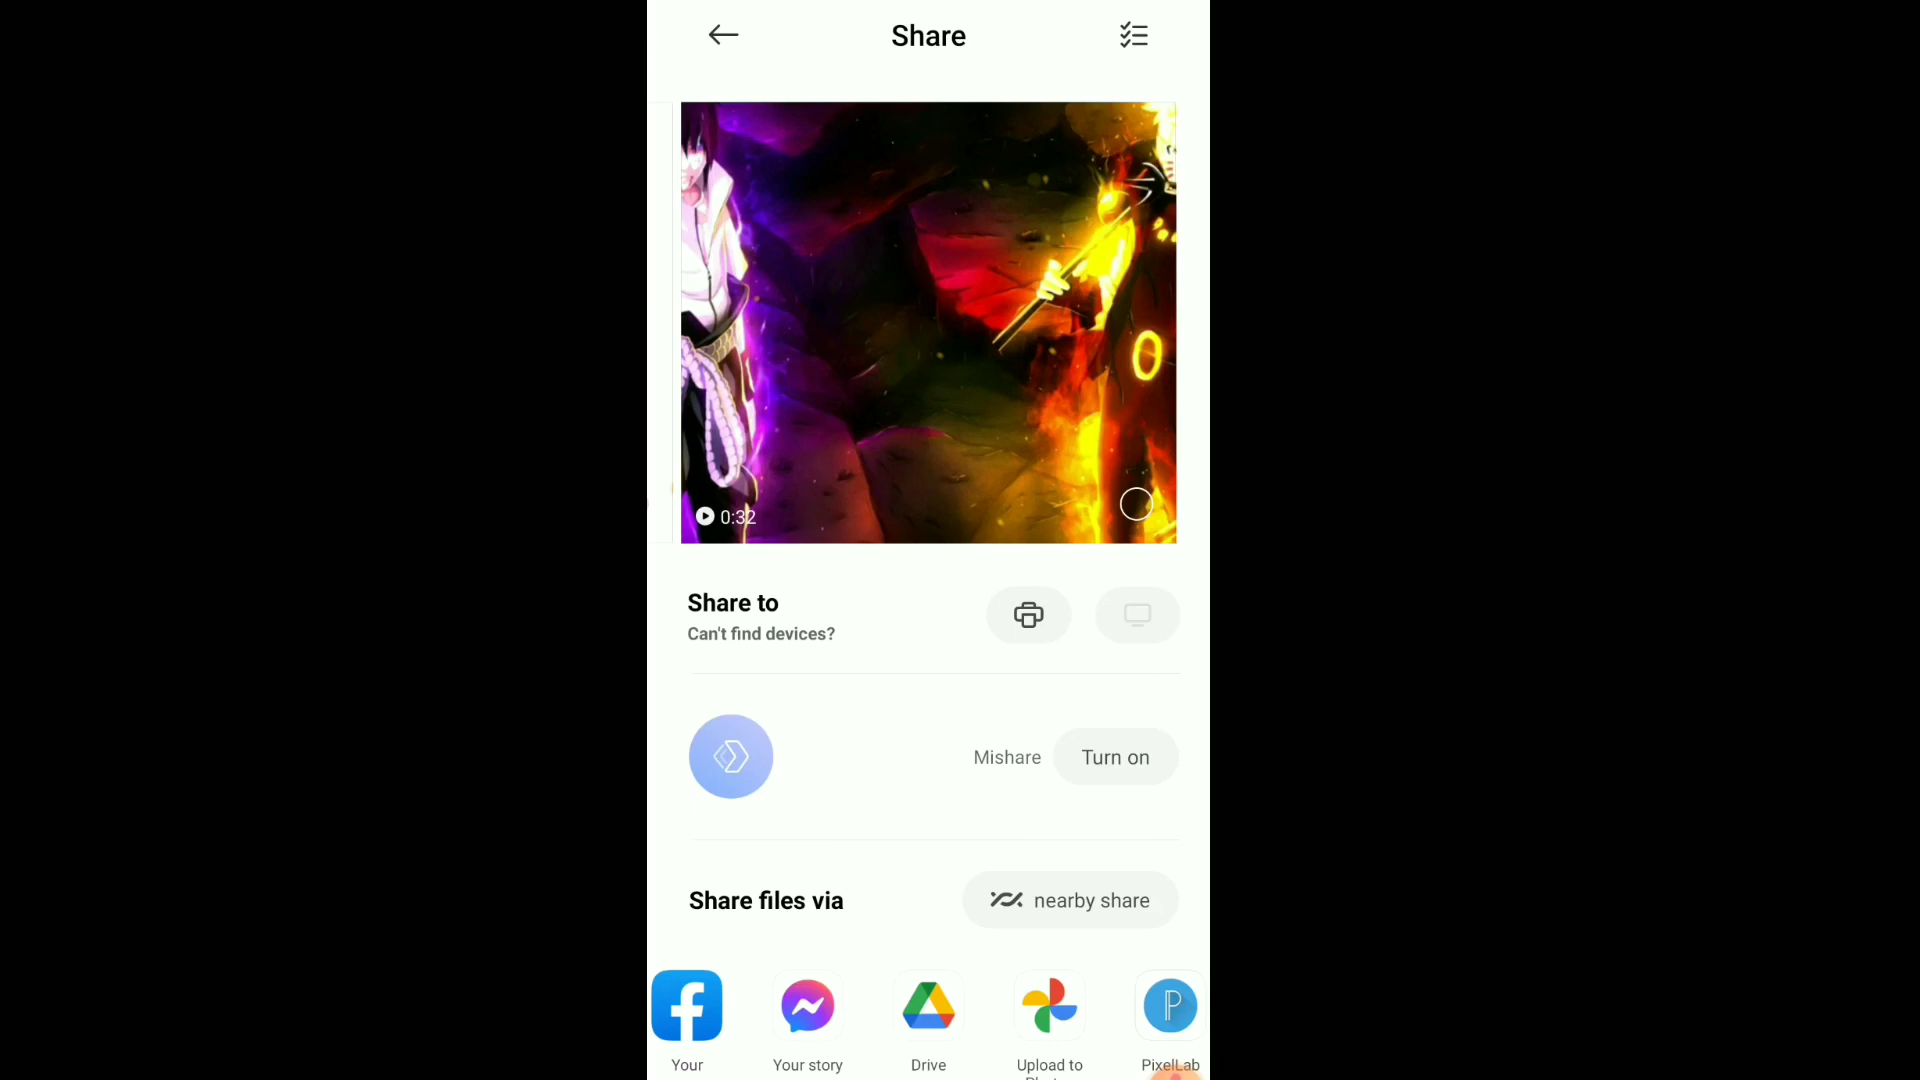 Share
0:32
Share to
Can't find devices?
Mishare
Turn on
Share files via
nearby share
Your
Your story
Drive
Upload to
PixelLab